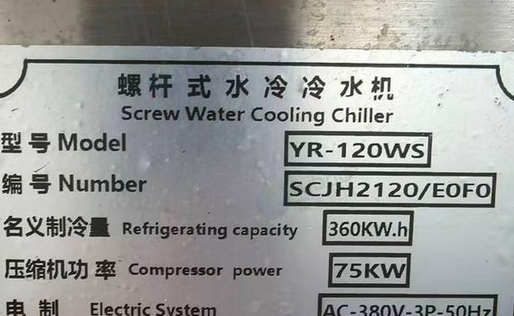 螺杆式水冷冷水机
Screw Water Cooling Chiller
型号 Model YR-120WS
编号 Number SCJH2120/E0F0
名义制冷量 Refrigerating capacity 360KW.h
压缩机功率 Compressor power 75KW
电制 Electric System AC-380V-3P-50Hz